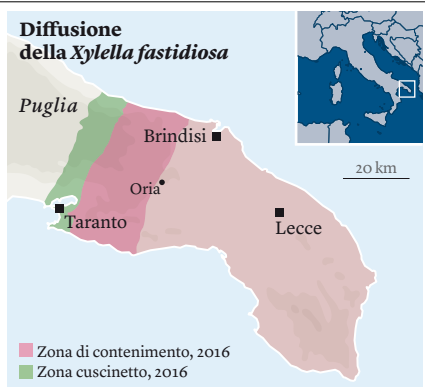 Diffusione
della Xylella fastidiosa
Puglia
Brindisi
20 km
Oria
Taranto
Lecce
Zona di contenimento, 2016
Zona cuscinetto, 2016